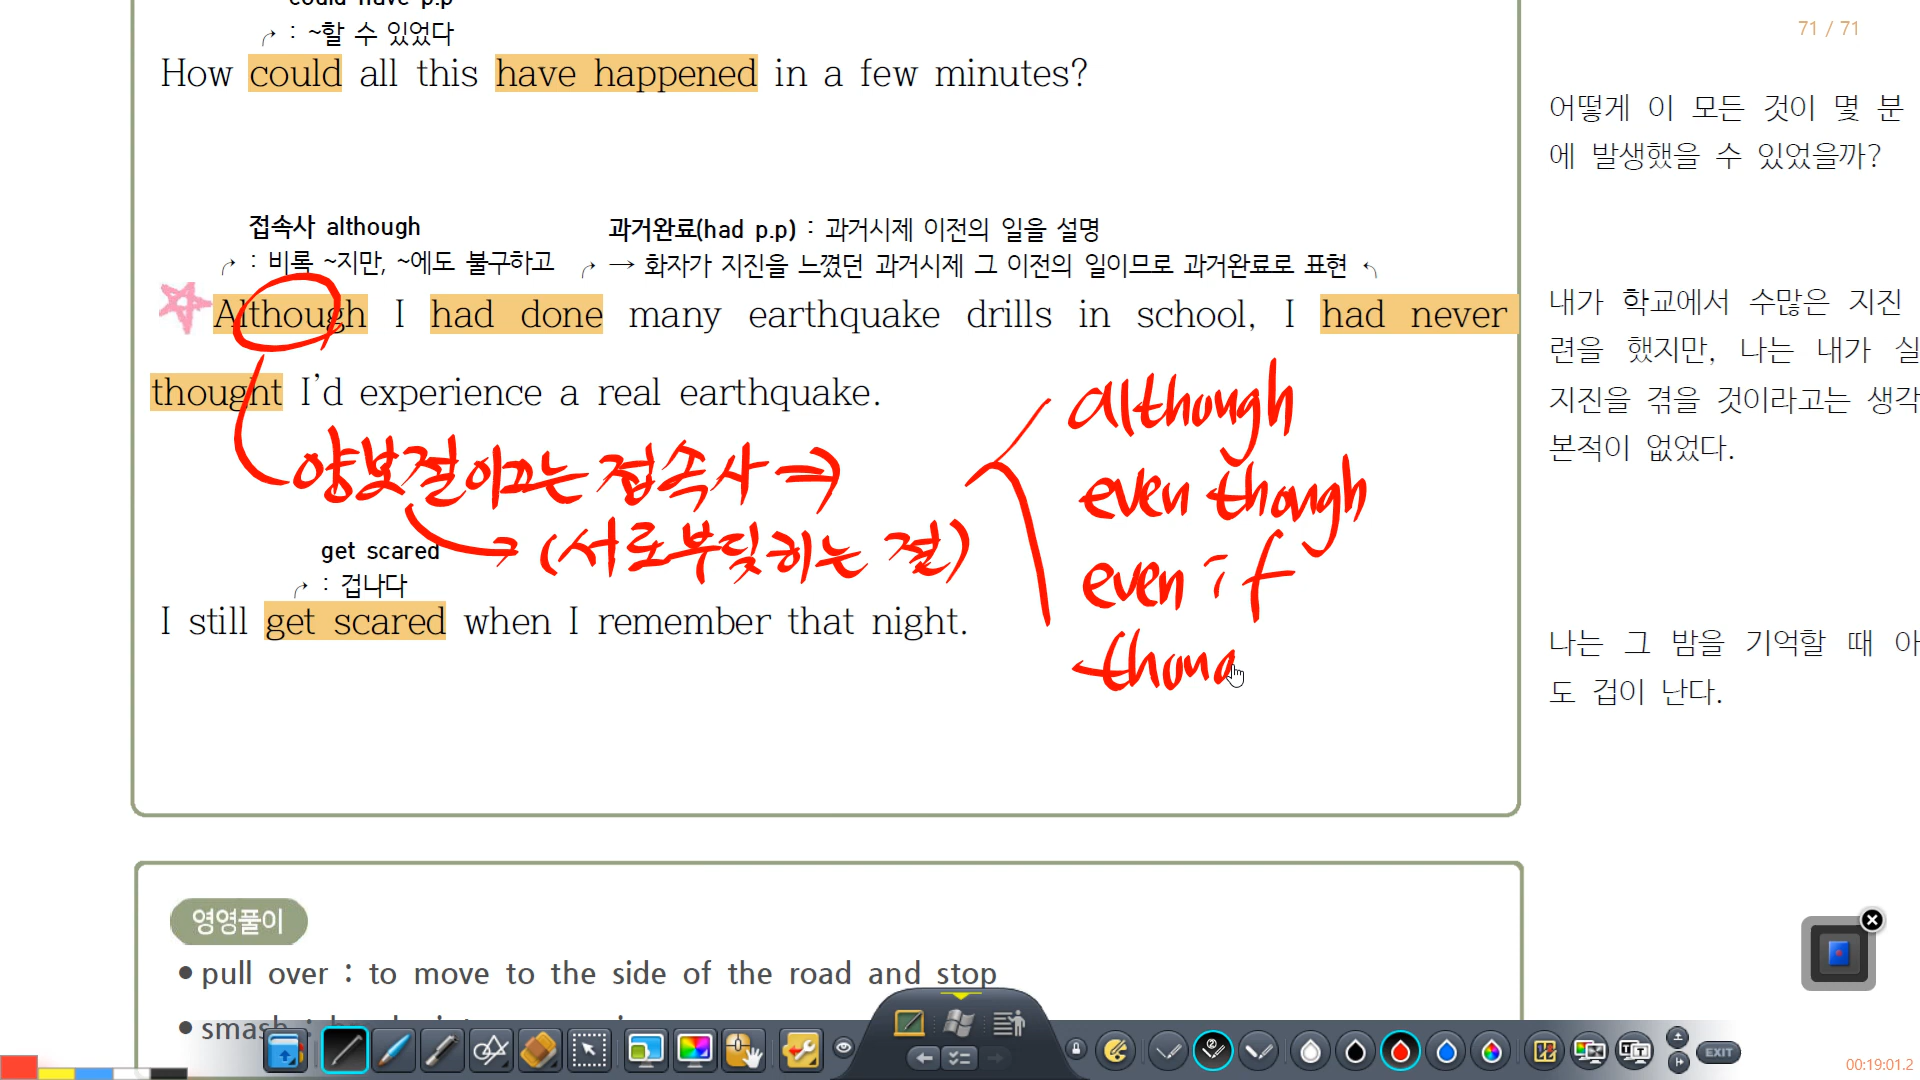 could have p.p
: ~할 수 있었다
71 / 71
How could all this have happened in a few minutes?
어떻게 이 모든 것이 몇 분
에 발생했을 수 있었을까?
접속사 although
: 비록 ~지만, ~에도 불구하고
과거완료(had p.p) : 과거시제 이전의 일을 설명
→ 화자가 지진을 느꼈던 과거시제 그 이전의 일이므로 과거완료로 표현
Although I had done many earthquake drills in school, I had never
thought I'd experience a real earthquake.
내가 학교에서 수많은 지진
련을 했지만, 나는 내가 실
지진을 겪을 것이라고는 생각
본적이 없었다.
양보절 이끄는 접속사 ⇒
→ (서로 부딪히는 절)
although
even though
even if
thoug
get scared
: 겁나다
I still get scared when I remember that night.
나는 그 밤을 기억할 때 아
도 겁이 난다.
영영풀이
• pull over : to move to the side of the road and stop
• smash :
EXIT
00:19:01.2